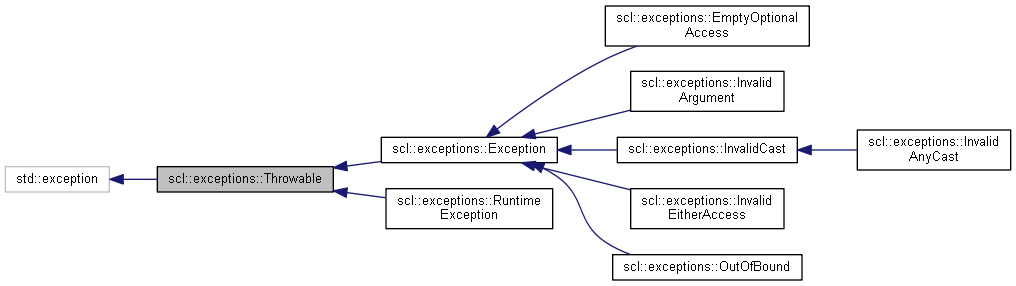 scl::exceptions::EmptyOptional
Access
scl::exceptions::Invalid
Argument
scl::exceptions::Exception
scl::exceptions::InvalidCast
scl::exceptions::Invalid
AnyCast
std::exception
scl::exceptions::Throwable
scl::exceptions::Runtime
Exception
scl::exceptions::Invalid
EitherAccess
scl::exceptions::OutOfBound